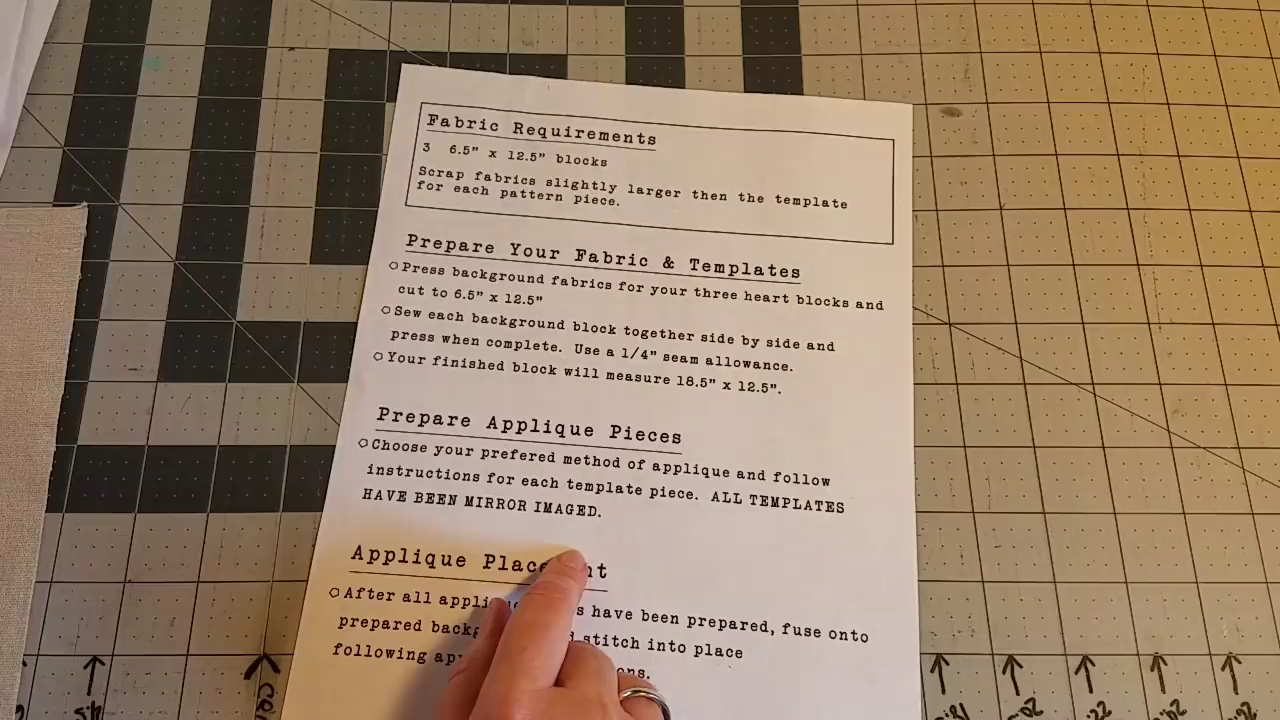 Fabric Requirements
3 6.5" x 12.5" blocks
Scrap fabrics slightly larger then the template
for each pattern piece.
Prepare Your Fabric & Templates
Press background fabrics for your three heart blocks and
cut to 6.5" x 12.5"
Sew each background block together side by side and
press when complete. Use a 1/4" seam allowance.
Your finished block will measure 18.5" x 12.5".
Prepare Applique Pieces
Choose your prefered method of applique and follow
instructions for each template piece. ALL TEMPLATES
HAVE BEEN MIRROR IMAGED.
Applique
After all have been prepared, fuse onto
prepared stitch into place
following